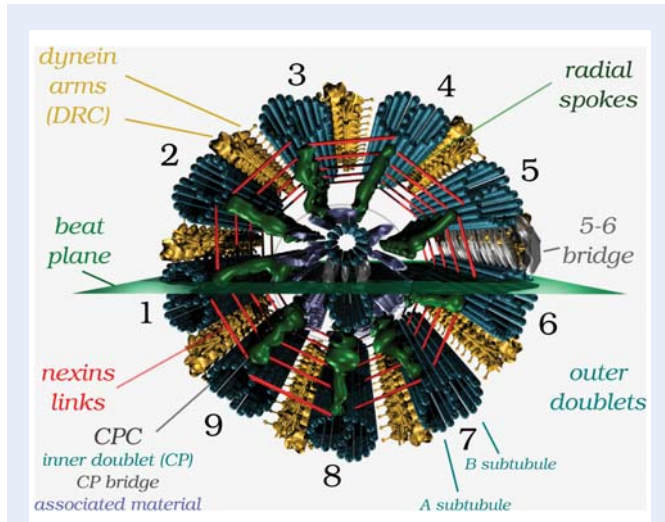 dynein
arms
(DRC)
3
4
radial
spokes
2
5
beat
plane
5-6
bridge
1
6
nexins
links
outer
doublets
9
7
CPC
inner doublet (CP)
CP bridge
associated material
8
B subtubule
A subtubule